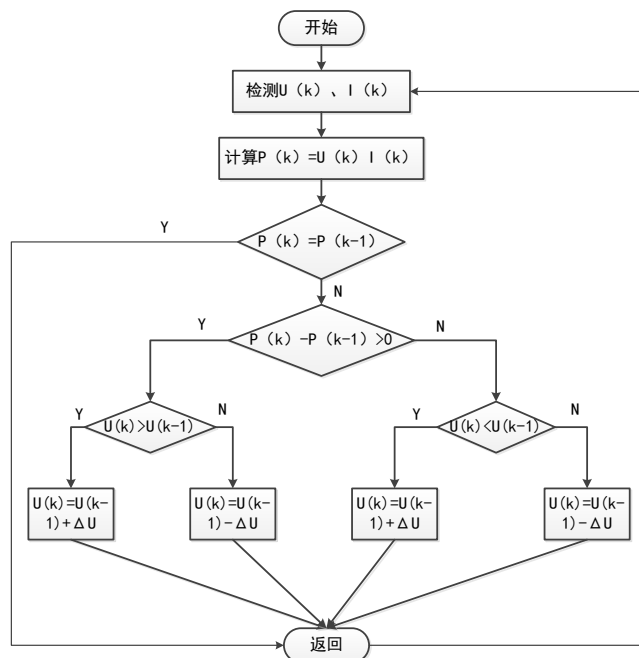 开始
检测U（k）、I（k）
计算P（k）=U（k）I（k）
P（k）=P（k-1）
Y
N
P（k）-P（k-1）>0
Y
N
U(k)>U(k-1)
Y
N
U(k)<U(k-1)
Y
N
U(k)=U(k-
1)+ΔU
U(k)=U(k-
1)-ΔU
U(k)=U(k-
1)+ΔU
U(k)=U(k-
1)-ΔU
返回